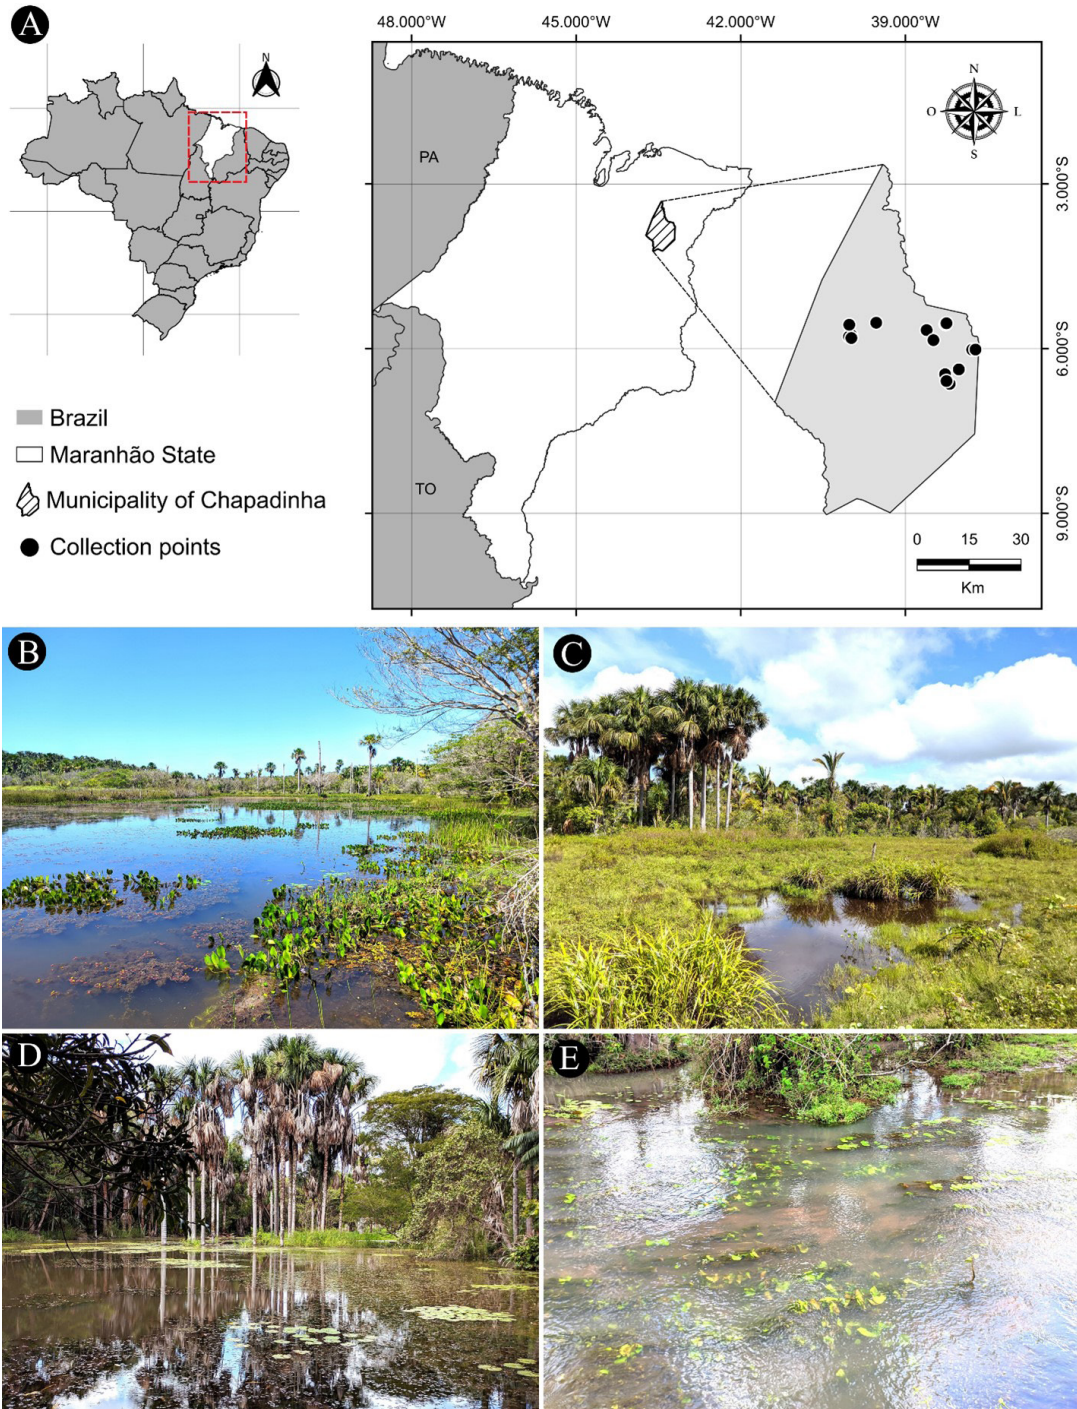 A
48.000°W 45.000°W 42.000°W 39.000°W
N
N
O L
S
PA
TO
3.000°S
6.000°S
9.000°S
Brazil
Maranhão State
Municipality of Chapadinha
Collection points
0 15 30
Km
B
C
D
E